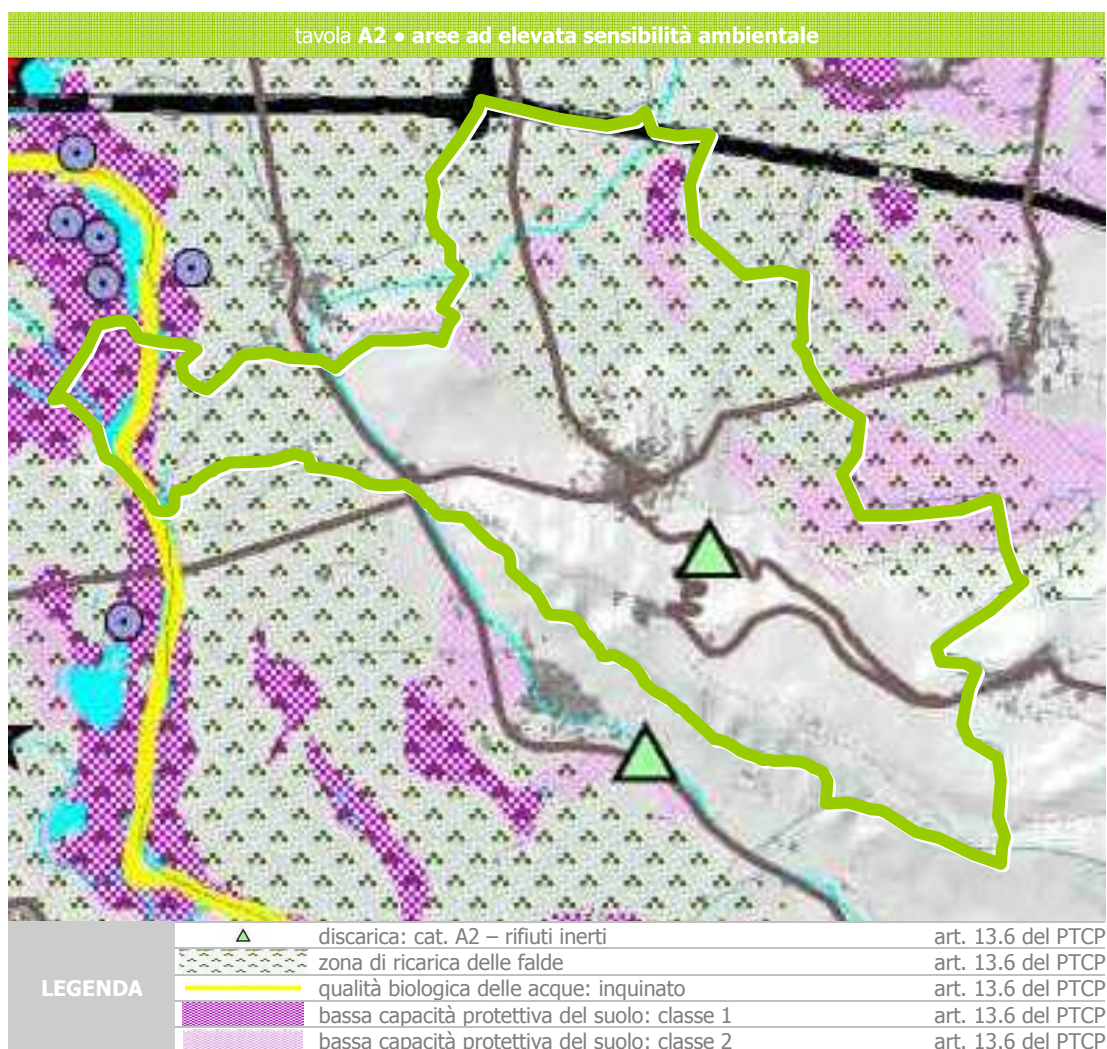 tavola A2 • aree ad elevata sensibilità ambientale
LEGENDA
discarica: cat. A2 – rifiuti inerti art. 13.6 del PTCP
zona di ricarica delle falde art. 13.6 del PTCP
qualità biologica delle acque: inquinato art. 13.6 del PTCP
bassa capacità protettiva del suolo: classe 1 art. 13.6 del PTCP
bassa capacità protettiva del suolo: classe 2 art. 13.6 del PTCP